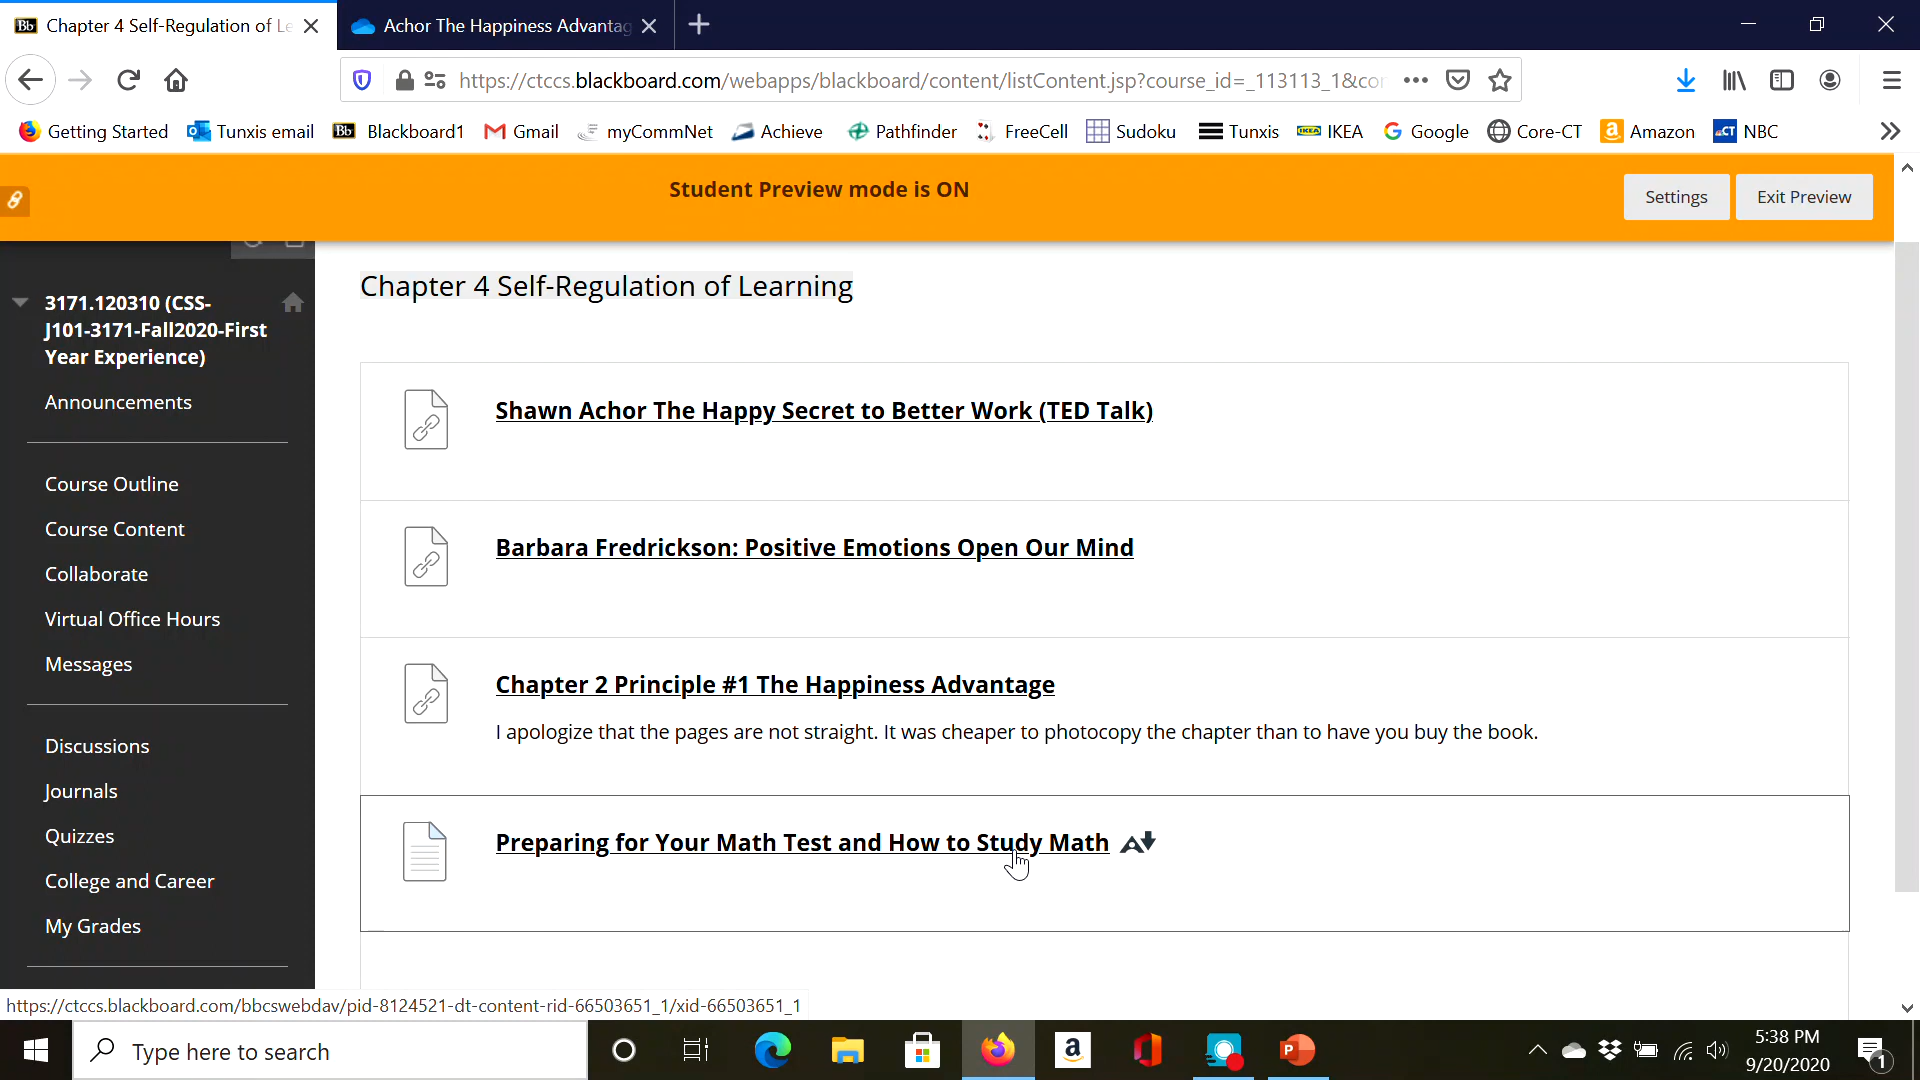 Bb Chapter 4 Self-Regulation of Le
Achor The Happiness Advantag
https://ctccs.blackboard.com/webapps/blackboard/content/listContent.jsp?course_id=_113113_1&co
Getting Started
Tunxis email
Bb Blackboard1
Gmail
myCommNet
Achieve
Pathfinder
FreeCell
Sudoku
Tunxis
IKEA IKEA
Google
Core-CT
Amazon
CT NBC
Student Preview mode is ON
Settings
Exit Preview
3171.120310 (CSS-
J101-3171-Fall2020-First
Year Experience)
Announcements
Course Outline
Course Content
Collaborate
Virtual Office Hours
Messages
Discussions
Journals
Quizzes
College and Career
My Grades
Chapter 4 Self-Regulation of Learning
Shawn Achor The Happy Secret to Better Work (TED Talk)
Barbara Fredrickson: Positive Emotions Open Our Mind
Chapter 2 Principle #1 The Happiness Advantage
I apologize that the pages are not straight. It was cheaper to photocopy the chapter than to have you buy the book.
Preparing for Your Math Test and How to Study Math
https://ctccs.blackboard.com/bbcswebdav/pid-8124521-dt-content-rid-66503651_1/xid-66503651_1
Type here to search
5:38 PM
9/20/2020
1